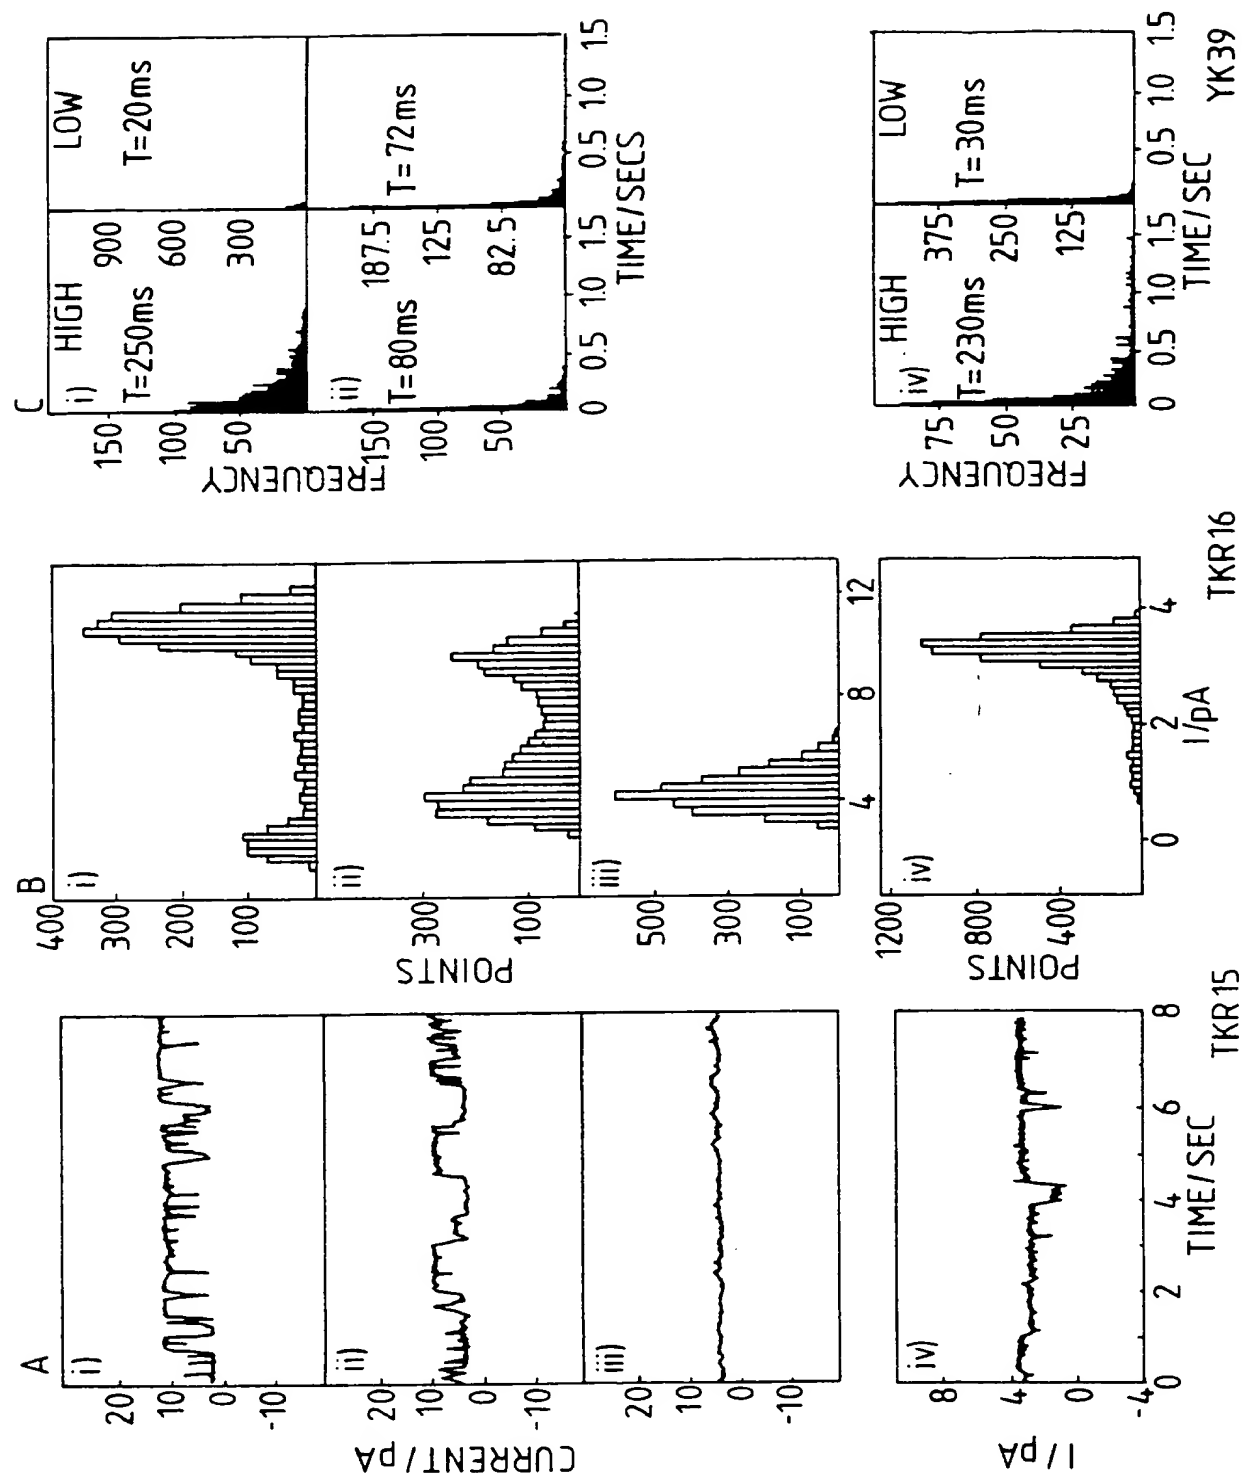 A
i)
20
10
0
-10
ii)
20
10
0
-10
iii)
20
10
0
-10
CURRENT/pA
iv)
8
4
0
-4
I/pA
0
2
4
6
8
TIME/SEC
TKR15
B
i)
400
300
200
100
ii)
300
100
iii)
500
300
100
POINTS
4
8
12
iv)
1200
800
400
POINTS
0
2
4
I/pA
TKR16
C
HIGH
LOW
i)
T=250ms
T=20ms
150
100
50
900
600
300
ii)
T=80ms
T=72ms
150
100
50
187.5
125
82.5
FREQUENCY
0
0.5
1.0
1.5
0.5
1.0
1.5
TIME/SECS
HIGH
LOW
iv)
T=230ms
T=30ms
75
50
25
375
250
125
FREQUENCY
0
0.5
1.0
1.5
0.5
1.0
1.5
TIME/SEC
YK39